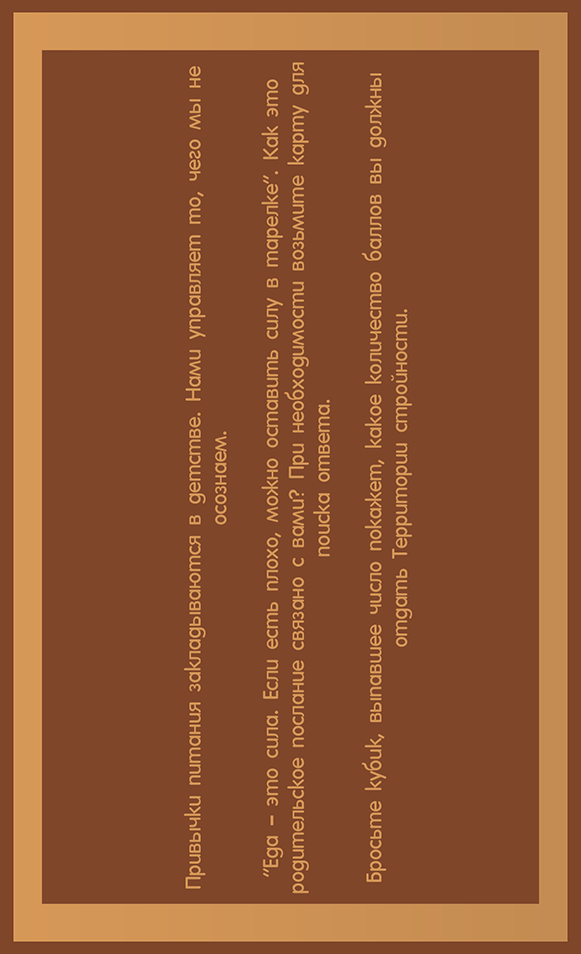 Привычки питания закладываются в детстве. Нами управляет то, чего мы не
осознаем.
"Еда – это сила. Если есть плохо, можно оставить силу в тарелке". Как это
родительское послание связано с вами? При необходимости возьмите карту для
поиска ответа.
Бросьте кубик, выпавшее число покажет, какое количество баллов вы должны
отдать Территории стройности.